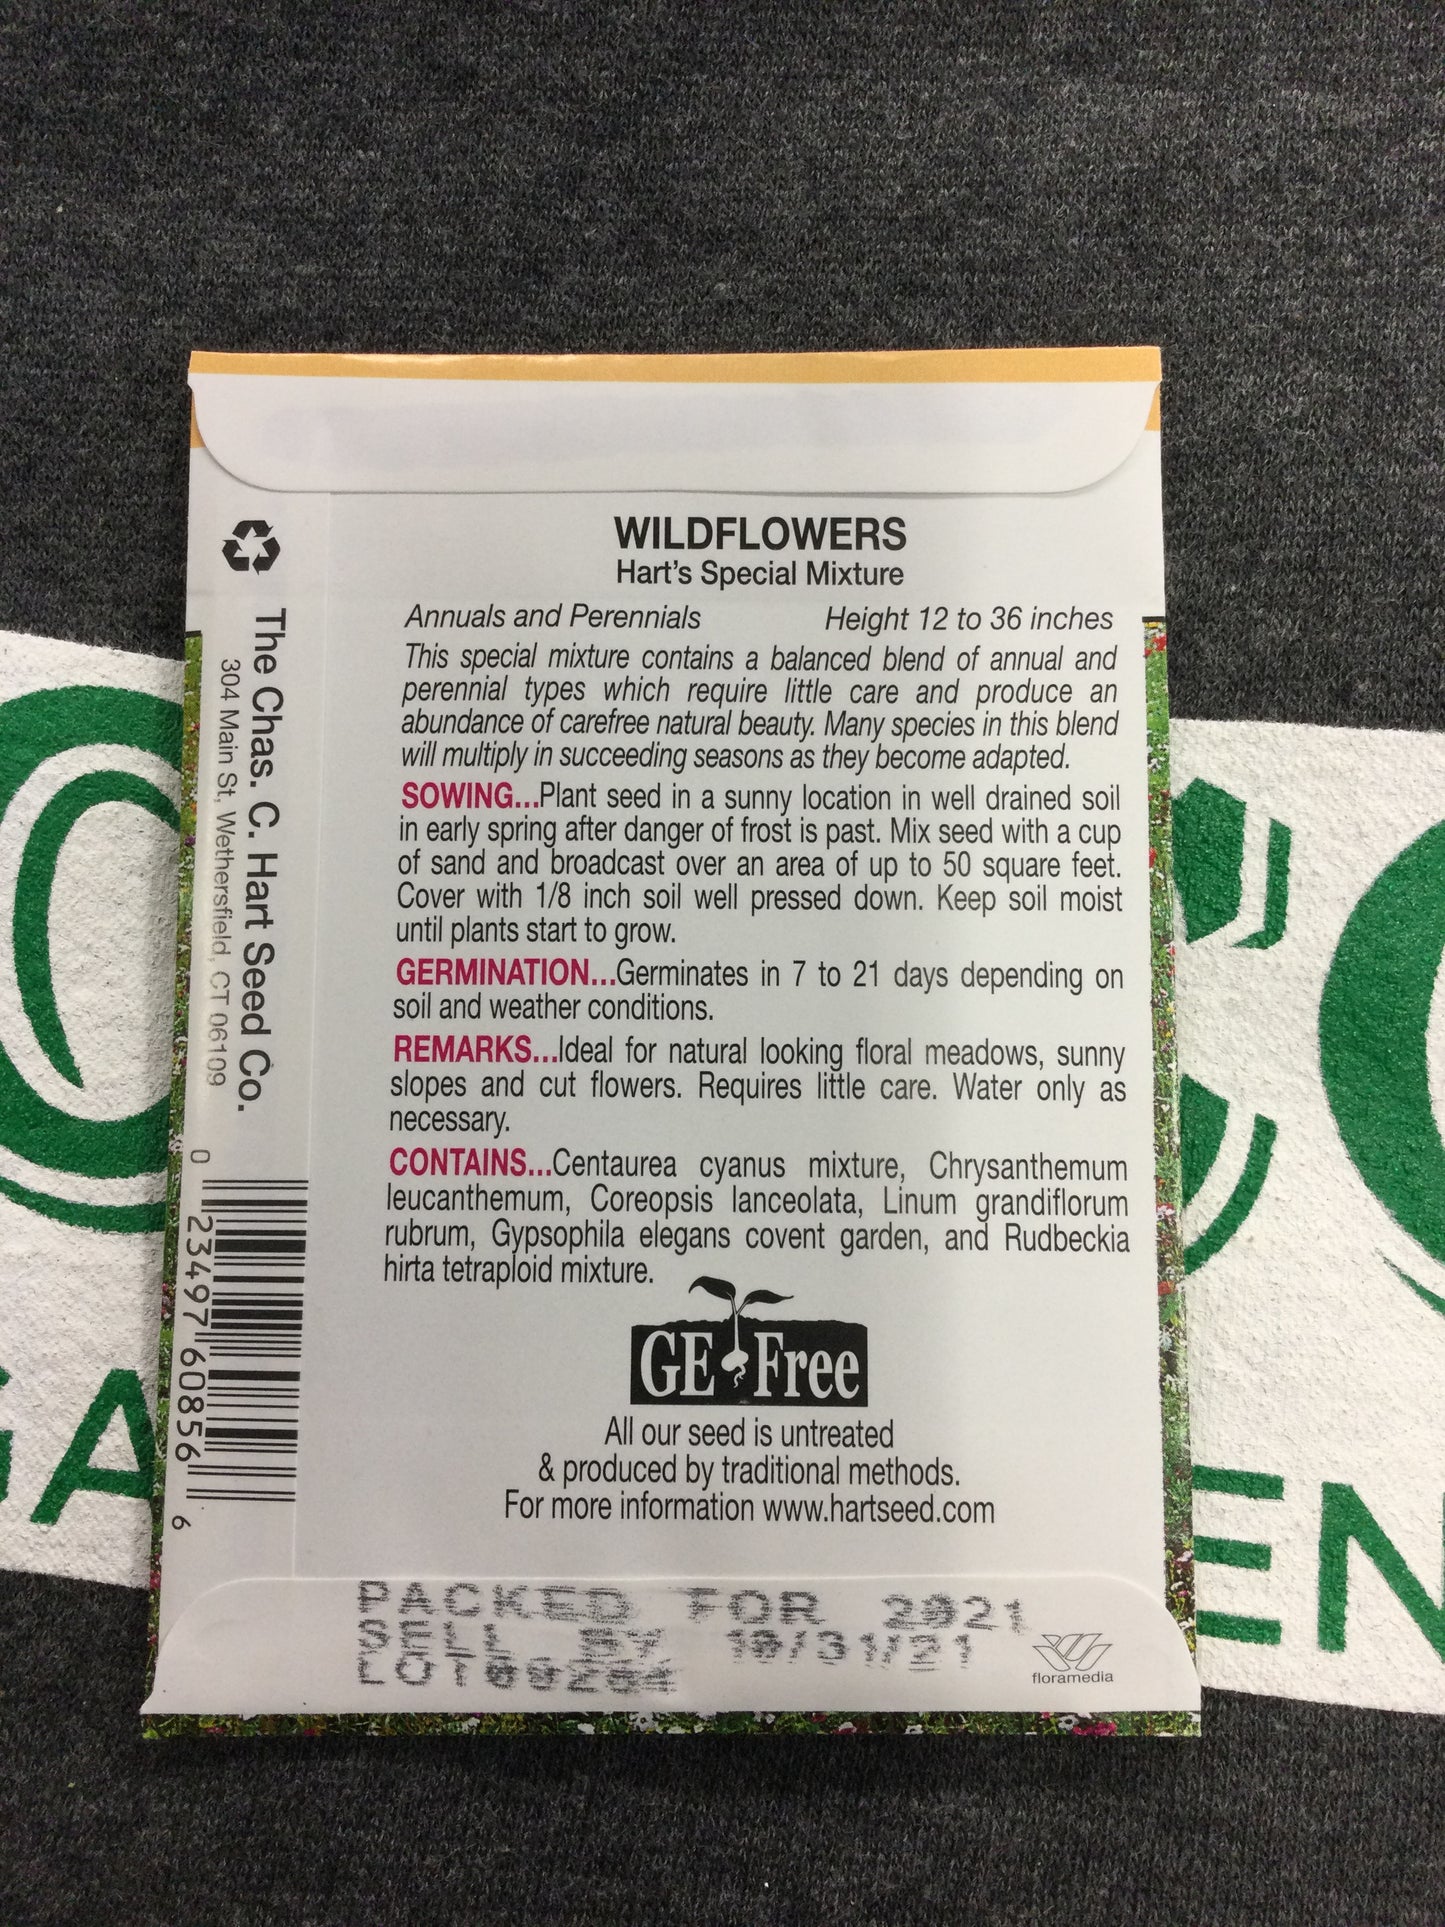 WILDFLOWERS
Hart's Special Mixture
Annuals and Perennials Height 12 to 36 inches
This special mixture contains a balanced blend of annual and
perennial types which require little care and produce an
abundance of carefree natural beauty. Many species in this blend
will multiply in succeeding seasons as they become adapted.
SOWING...Plant seed in a sunny location in well drained soil
in early spring after danger of frost is past. Mix seed with a cup
of sand and broadcast over an area of up to 50 square feet.
Cover with 1/8 inch soil well pressed down. Keep soil moist
until plants start to grow.
GERMINATION...Germinates in 7 to 21 days depending on
soil and weather conditions.
REMARKS...Ideal for natural looking floral meadows, sunny
slopes and cut flowers. Requires little care. Water only as
necessary.
CONTAINS...Centaurea cyanus mixture, Chrysanthemum
leucanthemum, Coreopsis lanceolata, Linum grandiflorum
rubrum, Gypsophila elegans covent garden, and Rudbeckia
hirta tetraploid mixture.
GE Free
All our seed is untreated
& produced by traditional methods.
For more information www.hartseed.com
The Chas. C. Hart Seed Co.
304 Main St, Wethersfield, CT 06109
0 23497 60856 6
PACKED FOR 2021
SELL BY 10/31/21
floramedia
GA
EN